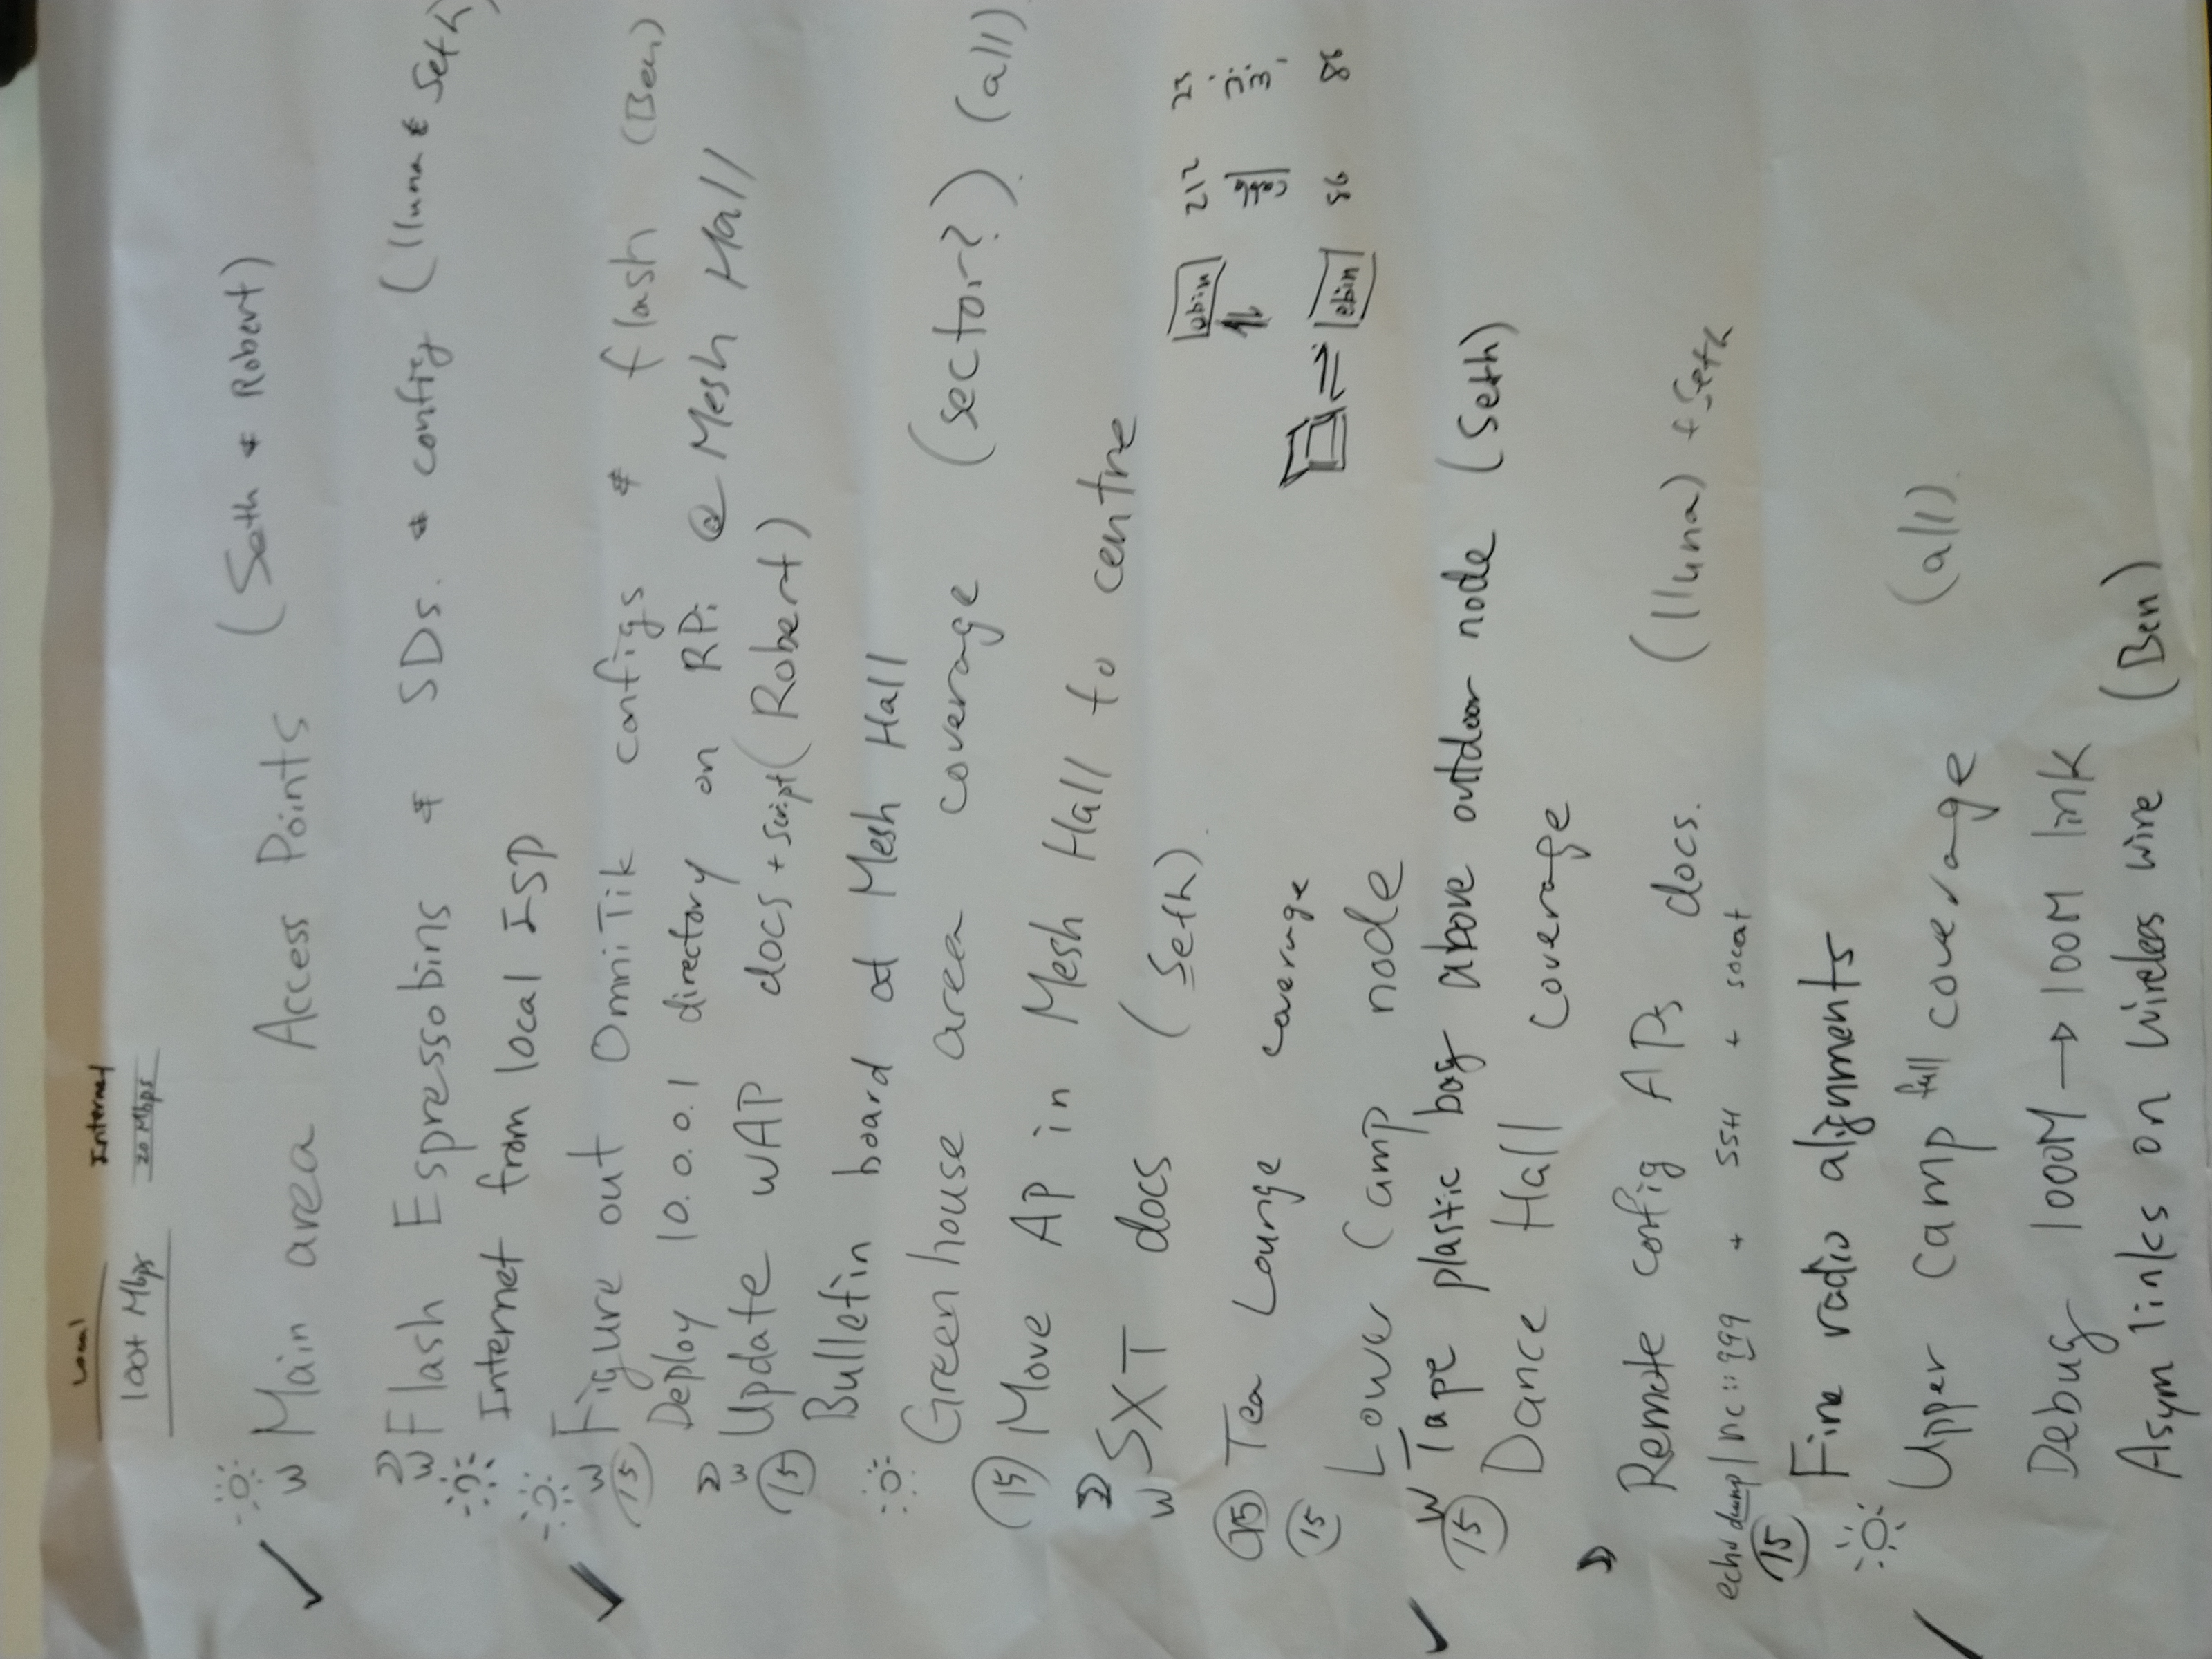 Local Internet
100+ Mbps 20 Mbps
W Main area Access Points (Seth & Robert)
D W Flash Espressobins & SDs. & config (lluna & Seth)
Internet from local ISP
W Figure out OmniTik configs & flash (Ben)
15 Deploy 10.0.0.1 directory on RPi @ Mesh Hall
D W Update WAP docs + script (Robert)
15 Bulletin board at Mesh Hall
Greenhouse area coverage (sector?) (all)
15 Move AP in Mesh Hall to centre
D W SXT docs (Seth)
ebin 212 23
cable
ebin 86 86
15 Tea Lounge coverage
15 Lower Camp node
W Tape plastic bag above outdoor node (Seth)
15 Dance Hall coverage
D Remote config APs docs. (lluna) + Seth
echo dump | nc ::999 + SSH + socat
15 Fine radio alignments
Upper camp full coverage (all)
Debug 1000M → 100M link
Asym links on wireless wire (Ben)